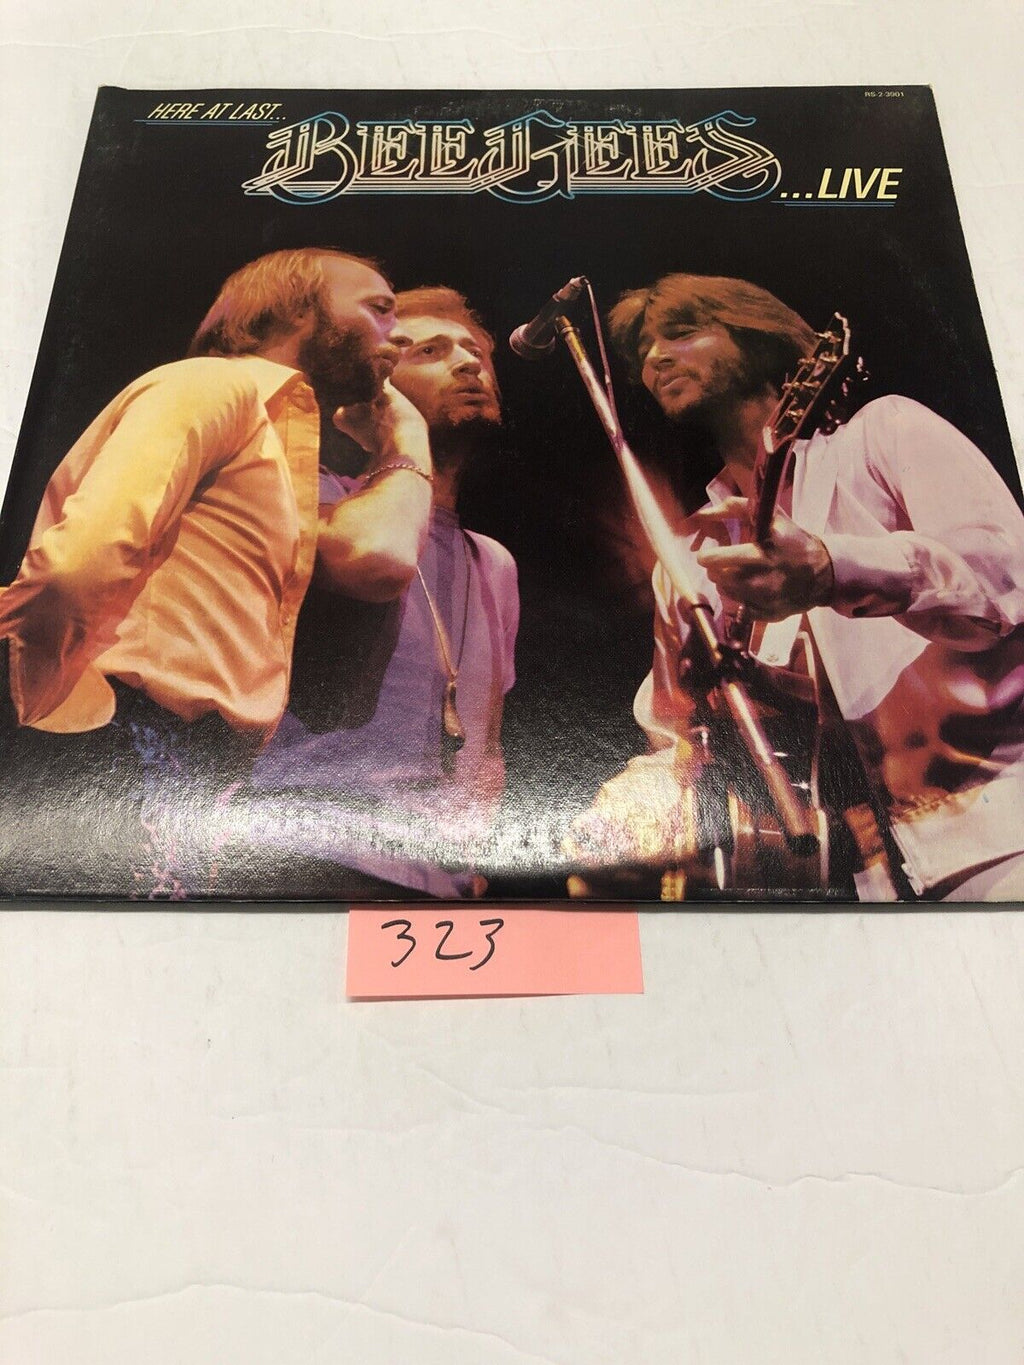 RS-2-3901
HERE AT LAST...
BEE GEES
...LIVE
323